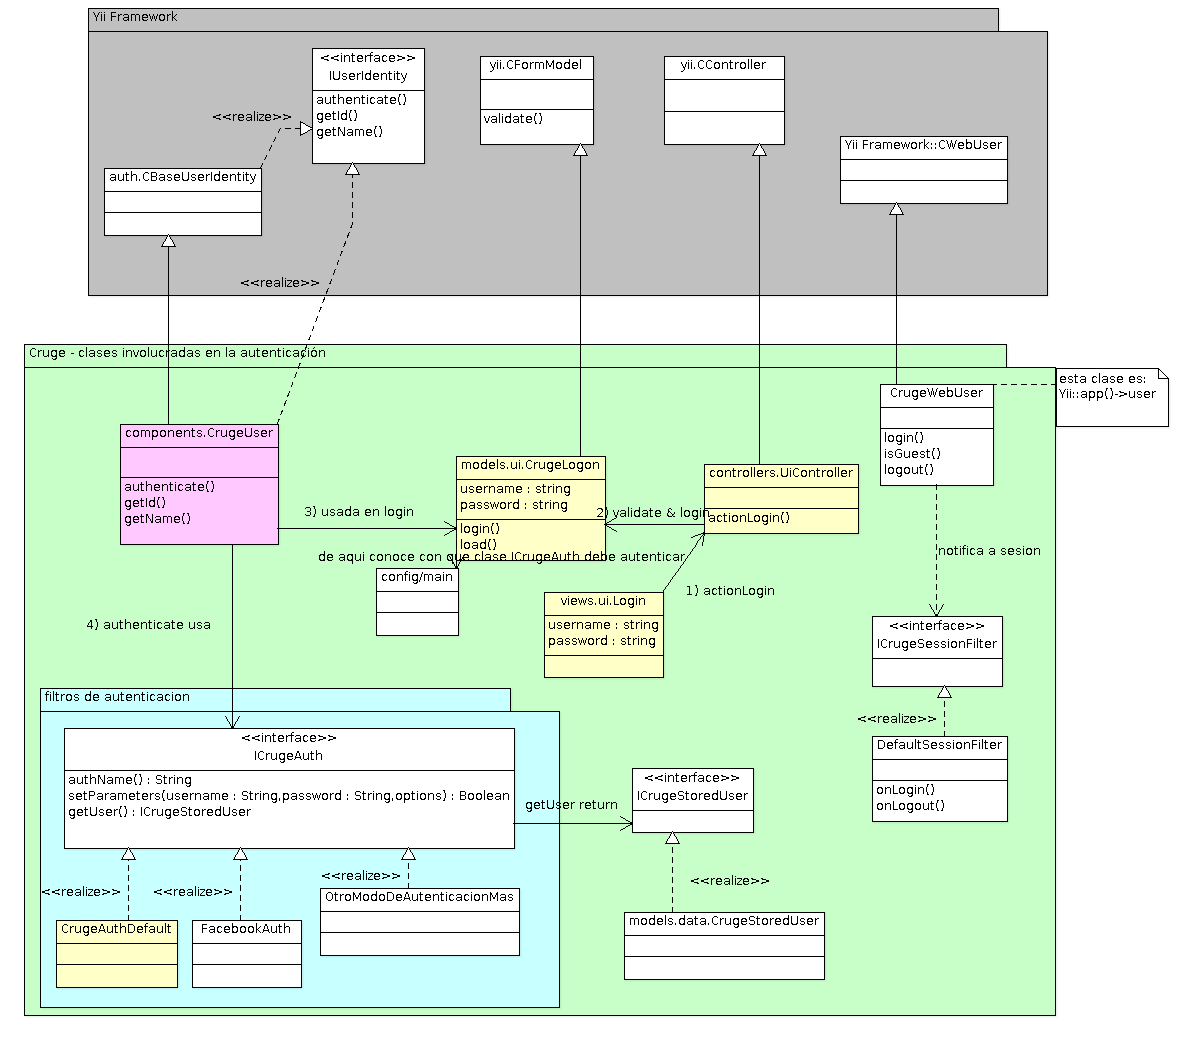 Yii Framework
<<interface>>
IUserIdentity
authenticate()
getId()
getName()
yii.CFormModel
validate()
yii.CController
Yii Framework::CWebUser
<<realize>>
auth.CBaseUserIdentity
<<realize>>
Cruge - clases involucradas en la autenticación
esta clase es:
Yii::app()->user
CrugeWebUser
login()
isGuest()
logout()
components.CrugeUser
authenticate()
getId()
getName()
models.ui.CrugeLogon
username : string
password : string
login()
load()
controllers.UiController
actionLogin()
3) usada en login
2) validate & login
de aqui conoce con que clase ICrugeAuth debe autenticar
config/main
notifica a sesion
1) actionLogin
views.ui.Login
username : string
password : string
4) authenticate usa
<<interface>>
ICrugeSessionFilter
<<realize>>
DefaultSessionFilter
onLogin()
onLogout()
filtros de autenticacion
<<interface>>
ICrugeAuth
authName() : String
setParameters(username : String,password : String,options) : Boolean
getUser() : ICrugeStoredUser
getUser return
<<interface>>
ICrugeStoredUser
<<realize>>
models.data.CrugeStoredUser
<<realize>>
<<realize>>
<<realize>>
CrugeAuthDefault
FacebookAuth
OtroModoDeAutenticacionMas